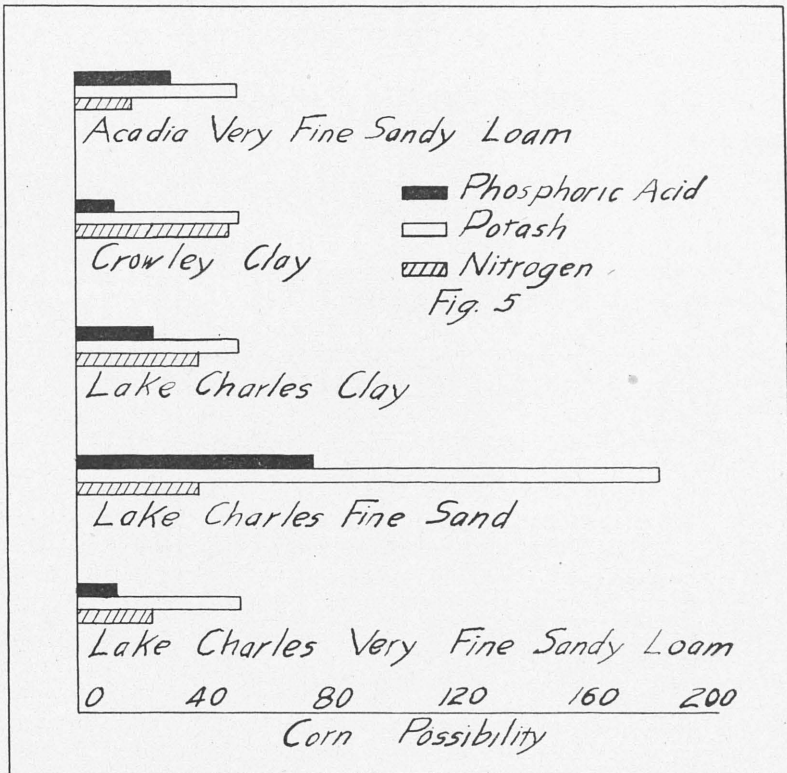 Acadia Very Fine Sandy Loam
Phosphoric Acid
Potash
Crowley Clay
Nitrogen
Fig. 5
Lake Charles Clay
Lake Charles Fine Sand
Lake Charles Very Fine Sandy Loam
0 40 80 120 160 200
Corn Possibility